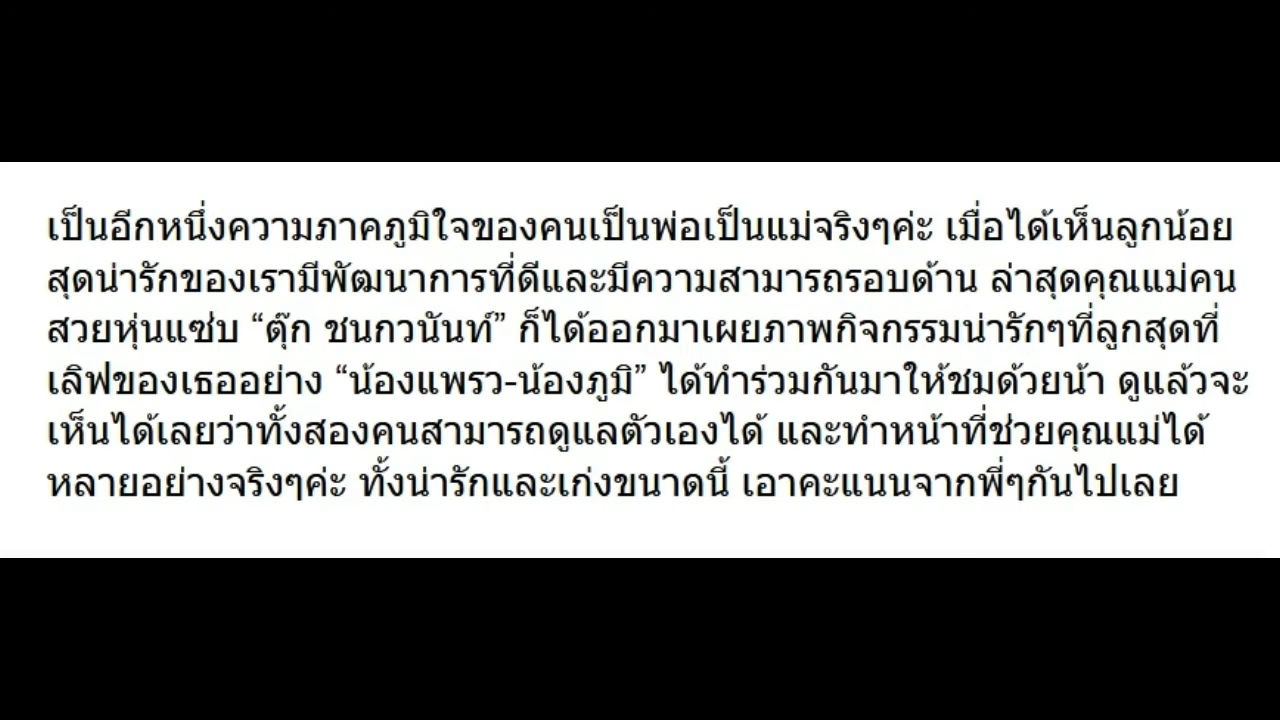 เป็นอีกหนึ่งความภาคภูมิใจของคนเป็นพ่อเป็นแม่จริงๆค่ะ เมื่อได้เห็นลูกน้อย
สุดน่ารักของเรามีพัฒนาการที่ดีและมีความสามารถรอบด้าน ล่าสุดคุณแม่คน
สวยหุ่นแซ่บ “ตุ๊ก ชนกวนันท์” ก็ได้ออกมาเผยภาพกิจกรรมน่ารักๆที่ลูกสุดที่
เลิฟของเธออย่าง “น้องแพรว-น้องภูมิ” ได้ทำร่วมกันมาให้ชมด้วยน้า ดูแล้วจะ
เห็นได้เลยว่าทั้งสองคนสามารถดูแลตัวเองได้ และทำหน้าที่ช่วยคุณแม่ได้
หลายอย่างจริงๆค่ะ ทั้งน่ารักและเก่งขนาดนี้ เอาคะแนนจากพี่ๆกันไปเลย